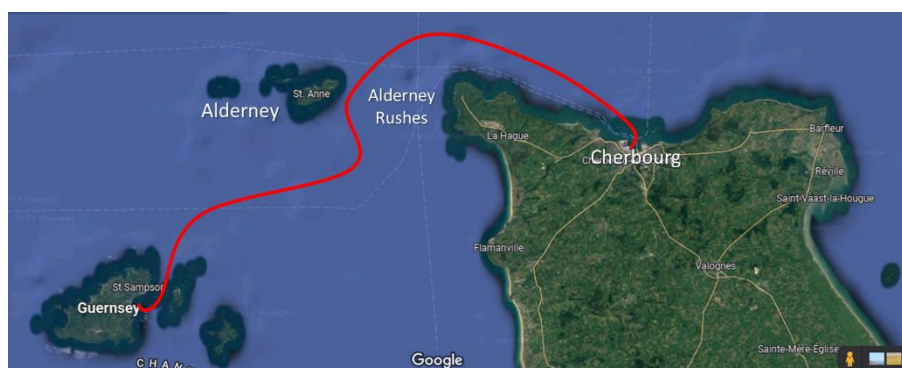 Alderney
St. Anne
Alderney
Rushes
La Hague
Cherbourg
Barfleur
Réville
Saint-Vaast-la-Hougue
Flamanville
Valognes
St Sampson
Guernsey
Sainte-Mère-Église
Google